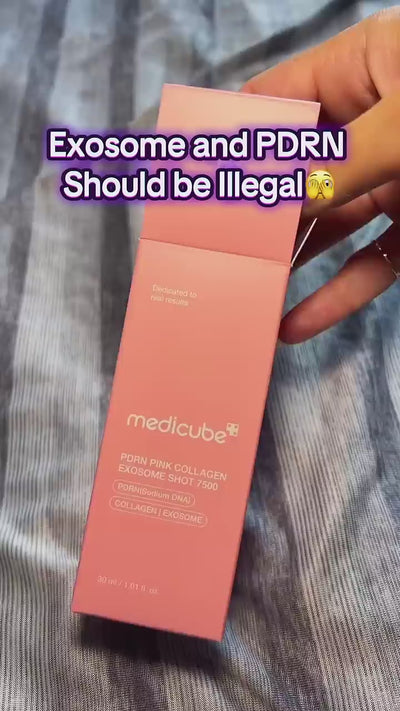 Exosome and PDRN
Should be Illegal🫣
Dedicated to
real results
medicube
PDRN PINK COLLAGEN
EXOSOME SHOT 7500
PDRN(Sodium DNA)
COLLAGEN | EXOSOME
30 ml / 1.01 fl. oz